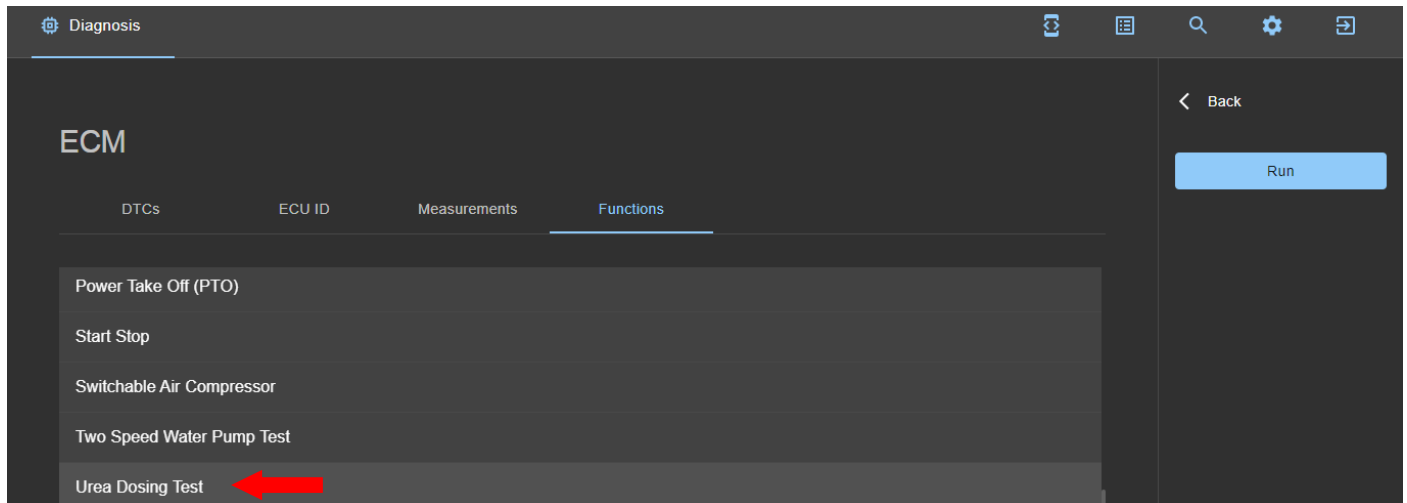 Diagnosis
Back
ECM
Run
DTCs ECU ID Measurements Functions
Power Take Off (PTO)
Start Stop
Switchable Air Compressor
Two Speed Water Pump Test
Urea Dosing Test